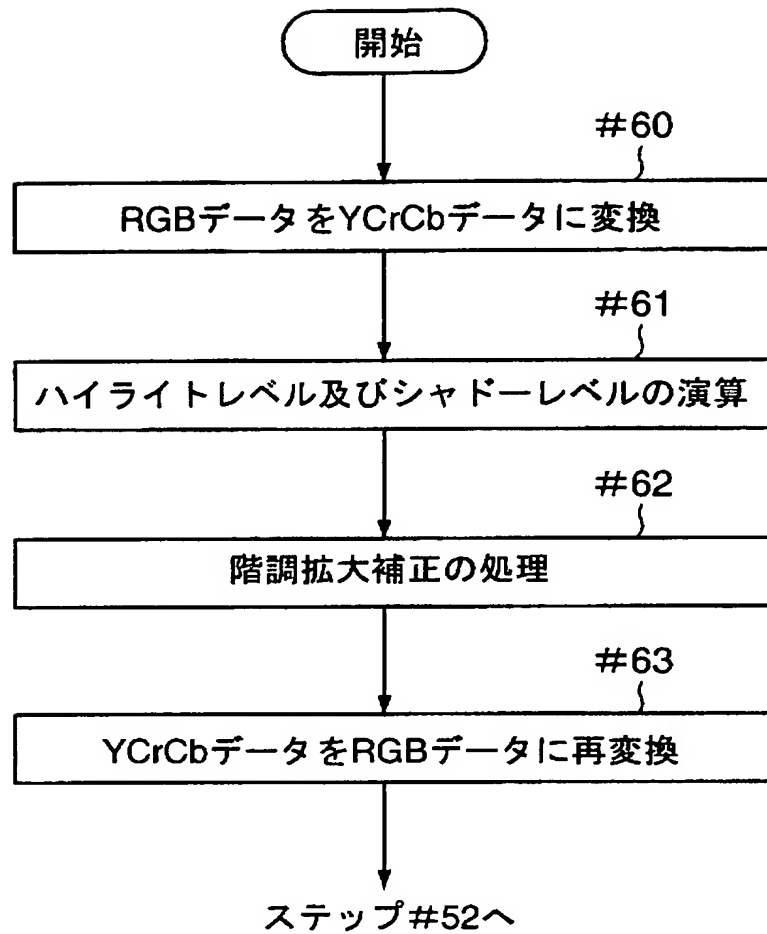 開始
#60
RGBデータをYCrCbデータに変換
#61
ハイライトレベル及びシャドーレベルの演算
#62
階調拡大補正の処理
#63
YCrCbデータをRGBデータに再変換
ステップ#52へ